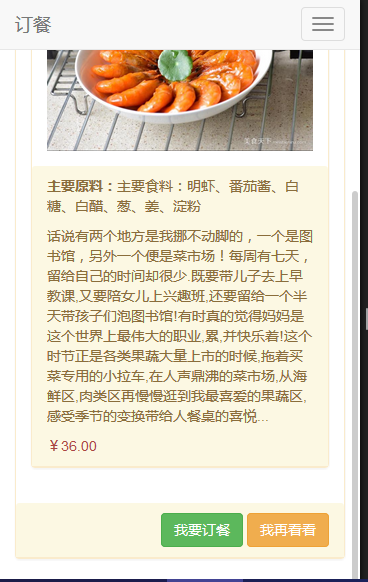 订餐
美食天下
主要原料：主要食料：明虾、番茄酱、白
糖、白醋、葱、姜、淀粉
话说有两个地方是我挪不动脚的，一个是图
书馆，另外一个便是菜市场！每周有七天，
留给自己的时间却很少.既要带儿子去上早
教课,又要陪女儿上兴趣班,还要留给一个半
天带孩子们泡图书馆!有时真的觉得妈妈是
这个世界上最伟大的职业,累,并快乐着!这个
时节正是各类果蔬大量上市的时候,拖着买
菜专用的小拉车,在人声鼎沸的菜市场,从海
鲜区,肉类区再慢慢逛到我最喜爱的果蔬区,
感受季节的变换带给人餐桌的喜悦...
￥36.00
我要订餐 我再看看